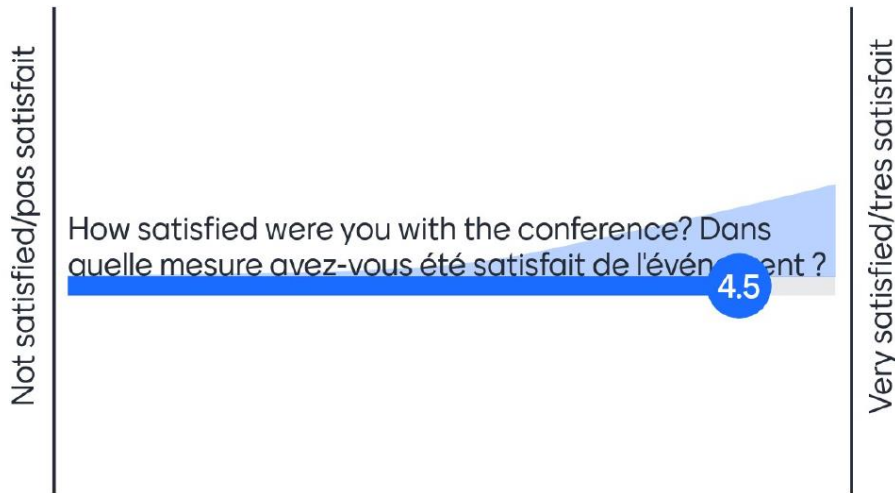 Not satisfied/pas satisfait
How satisfied were you with the conference? Dans
quelle mesure avez-vous été satisfait de l'événement ?
4.5
Very satisfied/tres satisfait